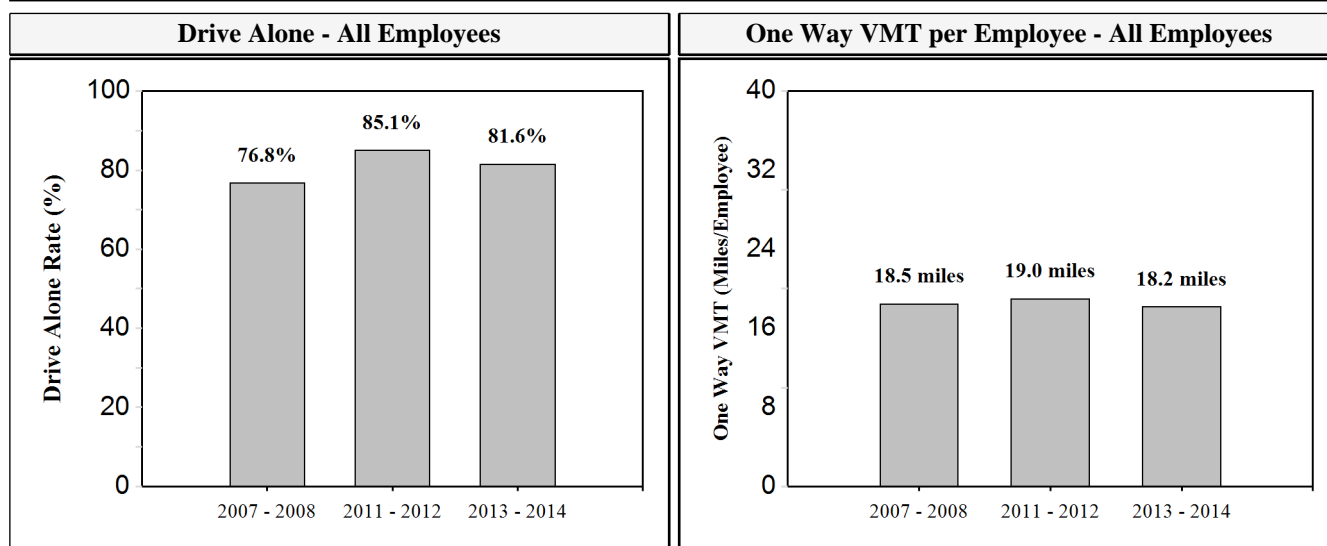 Drive Alone - All Employees
One Way VMT per Employee - All Employees
Drive Alone Rate (%)
100
80
60
40
20
0
76.8%
85.1%
81.6%
2007 - 2008
2011 - 2012
2013 - 2014
One Way VMT (Miles/Employee)
40
32
24
16
8
0
18.5 miles
19.0 miles
18.2 miles
2007 - 2008
2011 - 2012
2013 - 2014